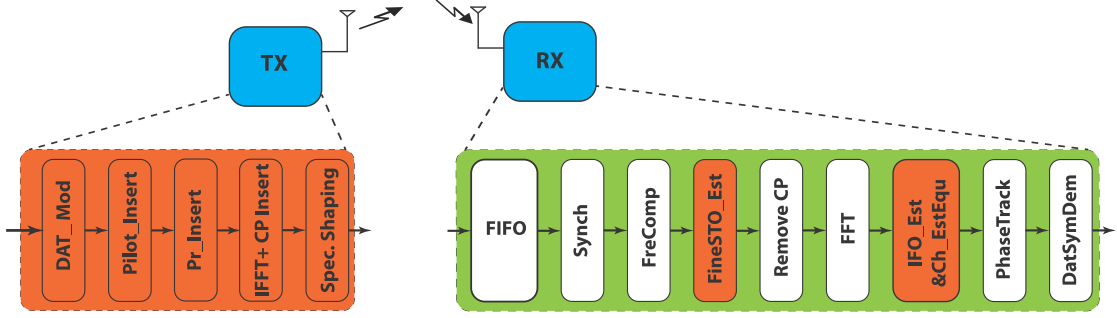 TX
RX
DAT_Mod
Pilot_Insert
Pr_Insert
IFFT+ CP Insert
Spec. Shaping
FIFO
Synch
FreComp
FineSTO_Est
Remove CP
FFT
IFO_Est
&Ch_EstEqu
PhaseTrack
DatSymDem